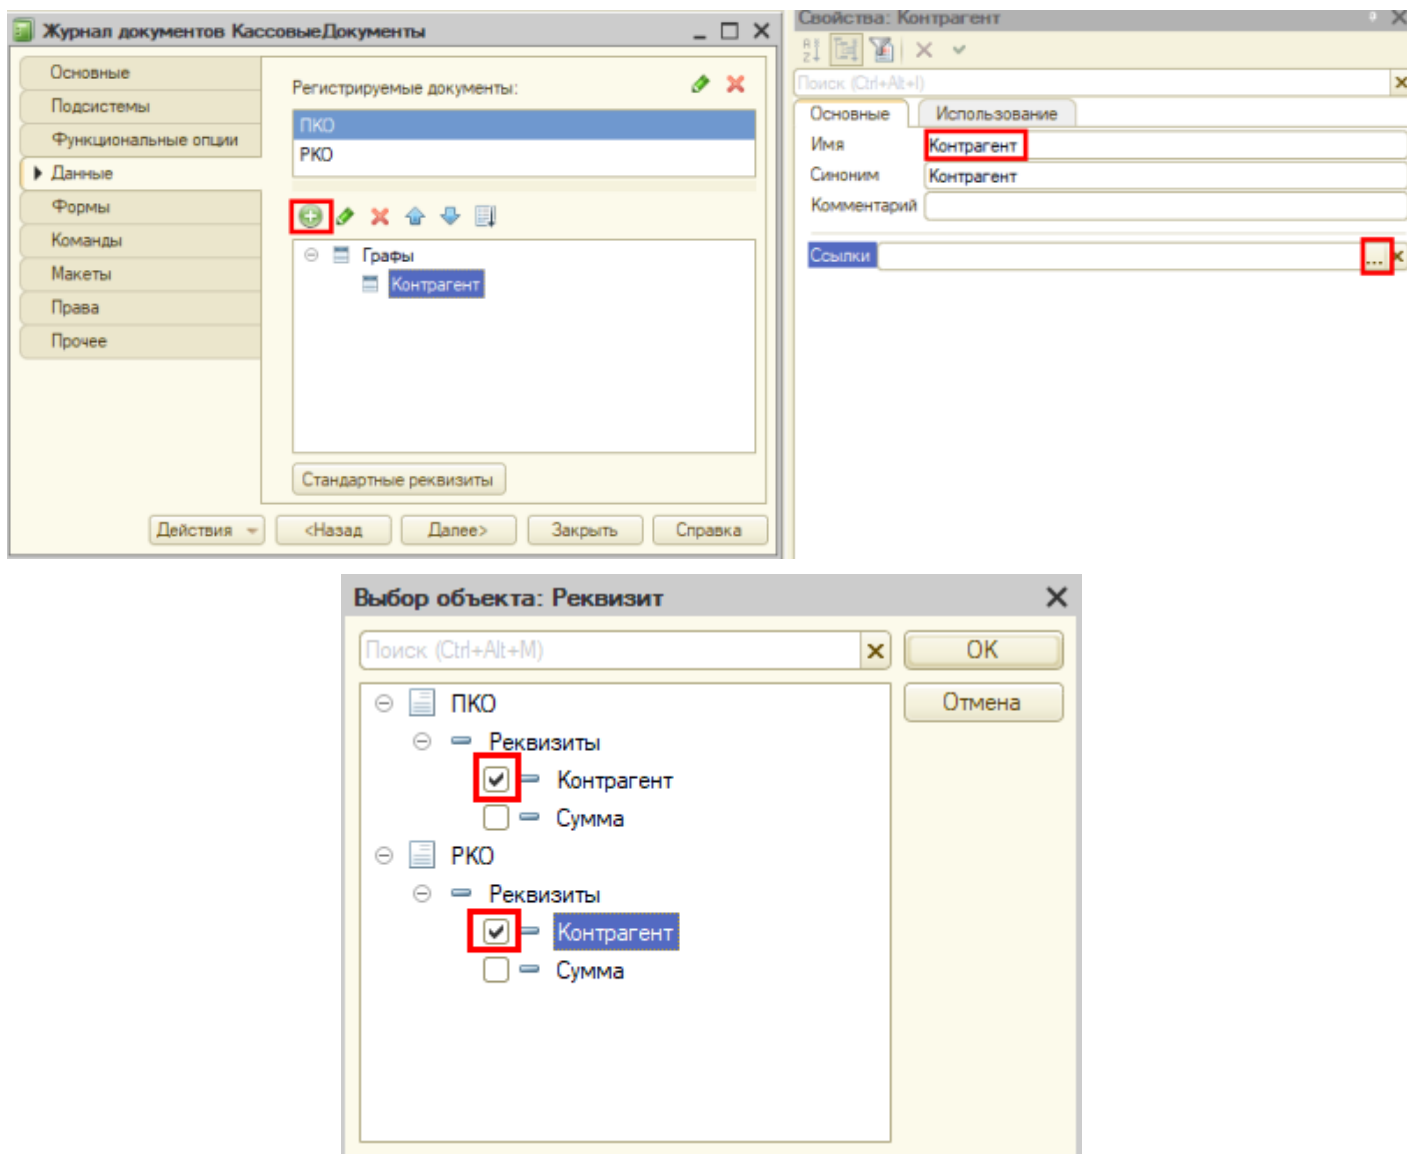 Журнал документов КассовыеДокументы
Основные
Подсистемы
Функциональные опции
Данные
Формы
Команды
Макеты
Права
Прочее
Регистрируемые документы:
ПКО
РКО
Графы
Контрагент
Стандартные реквизиты
Действия
<Назад
Далее>
Закрыть
Справка
Свойства: Контрагент
Поиск (Ctrl+Alt+I)
Основные
Использование
Имя
Контрагент
Синоним
Контрагент
Комментарий
Ссылки
...
Выбор объекта: Реквизит
Поиск (Ctrl+Alt+M)
ОК
Отмена
ПКО
Реквизиты
Контрагент
Сумма
РКО
Реквизиты
Контрагент
Сумма